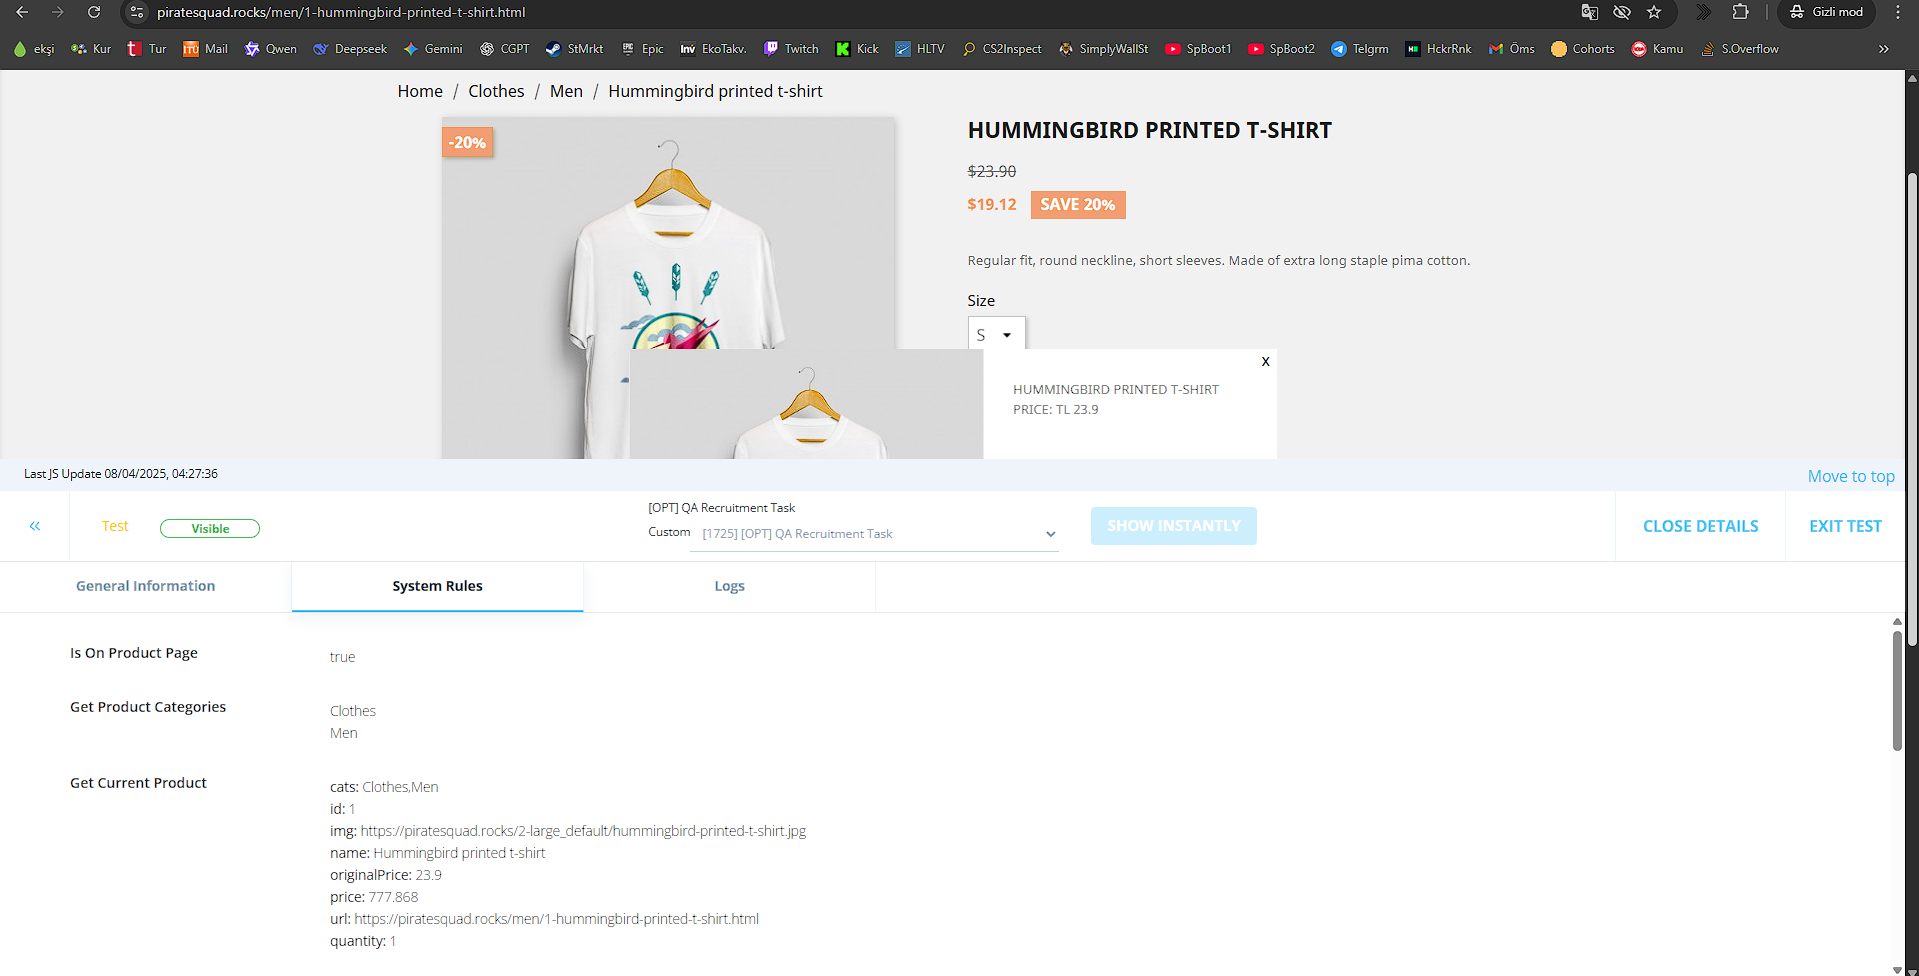 piratesquad.rocks/men/1-hummingbird-printed-t-shirt.html
Gizli mod
ekşi
Kur
Tur
Mail
Qwen
Deepseek
Gemini
CGPT
StMrkt
Epic
EkoTakv.
Twitch
Kick
HLTV
CS2Inspect
SimplyWallSt
SpBoot1
SpBoot2
Telgrm
HckrRnk
Öms
Cohorts
Kamu
S.Overflow
Home / Clothes / Men / Hummingbird printed t-shirt
-20%
HUMMINGBIRD PRINTED T-SHIRT
$23.90
$19.12 SAVE 20%
Regular fit, round neckline, short sleeves. Made of extra long staple pima cotton.
Size
S
X
HUMMINGBIRD PRINTED T-SHIRT
PRICE: TL 23.9
Last JS Update 08/04/2025, 04:27:36
Move to top
Test
Visible
[OPT] QA Recruitment Task
Custom [1725] [OPT] QA Recruitment Task
SHOW INSTANTLY
CLOSE DETAILS
EXIT TEST
General Information
System Rules
Logs
Is On Product Page
true
Get Product Categories
Clothes
Men
Get Current Product
cats: Clothes,Men
id: 1
img: https://piratesquad.rocks/2-large_default/hummingbird-printed-t-shirt.jpg
name: Hummingbird printed t-shirt
originalPrice: 23.9
price: 777.868
url: https://piratesquad.rocks/men/1-hummingbird-printed-t-shirt.html
quantity: 1